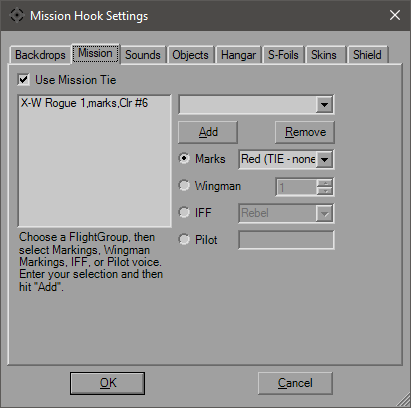 Mission Hook Settings
Backdrops Mission Sounds Objects Hangar S-Foils Skins Shield
Use Mission Tie
X-W Rogue 1,marks,Clr #6
Add Remove
Marks Red (TIE - none
Wingman 1
IFF Rebel
Pilot
Choose a FlightGroup, then
select Markings, Wingman
Markings, IFF, or Pilot voice.
Enter your selection and then
hit "Add".
OK Cancel